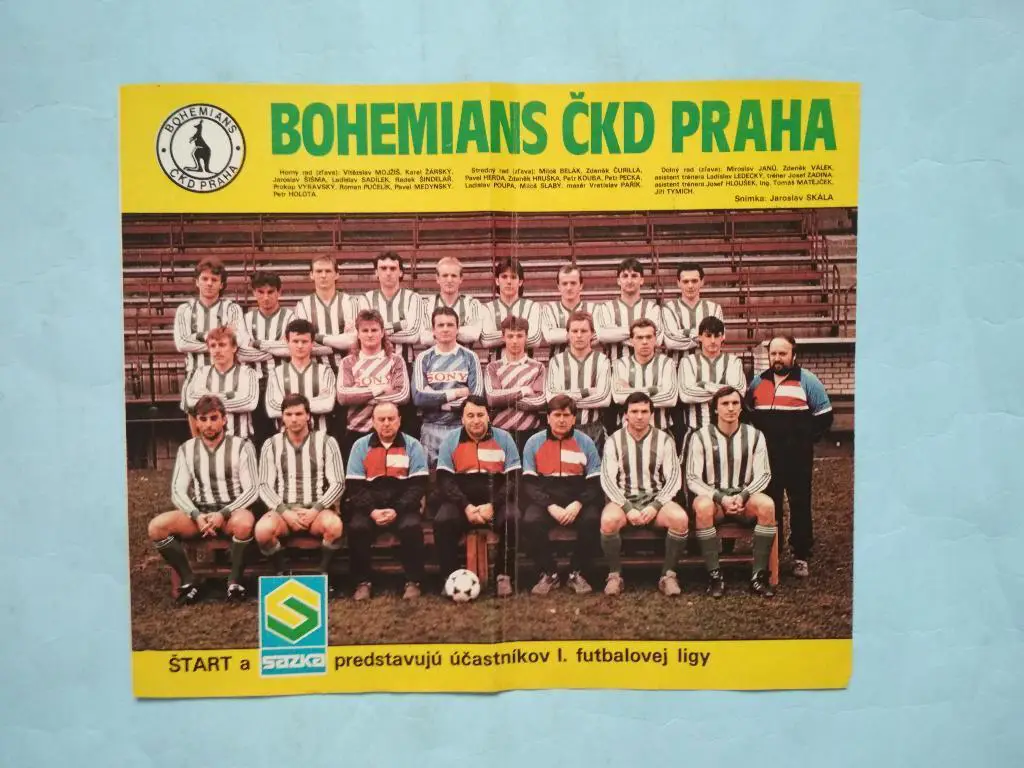 BOHEMIANS
ČKD PRAHA
BOHEMIANS ČKD PRAHA
Horný rad (zľava): Vítězslav MOJŽÍŠ, Karel ŽÁRSKÝ,
Jaroslav ŠIŠMA, Ladislav SADÍLEK, Radek ŠINDELÁŘ,
Prokop VYRAVSKÝ, Roman PUČELÍK, Pavel MEDYNSKÝ,
Petr HOLOTA.
Stredný rad (zľava): Miloš BELÁK, Zdeněk ČURILLA,
Pavel HERDA, Zdeněk HRUŠKA, Petr KOUBA, Petr PECKA,
Ladislav POUPA, Miloš SLABÝ, masér Vratislav PAŘÍK.
Dolný rad (zľava): Miroslav JANŮ, Zdeněk VÁLEK,
asistent trénera Ladislav LEDECKÝ, tréner Josef ZADINA,
asistent trénera Josef HLOUŠEK, Ing. Tomáš MATĚJČEK,
Jiří TYMICH.
Snímka: Jaroslav SKÁLA
SONY
SONY
SONY
ŠTART a
sazka
predstavujú účastníkov I. futbalovej ligy